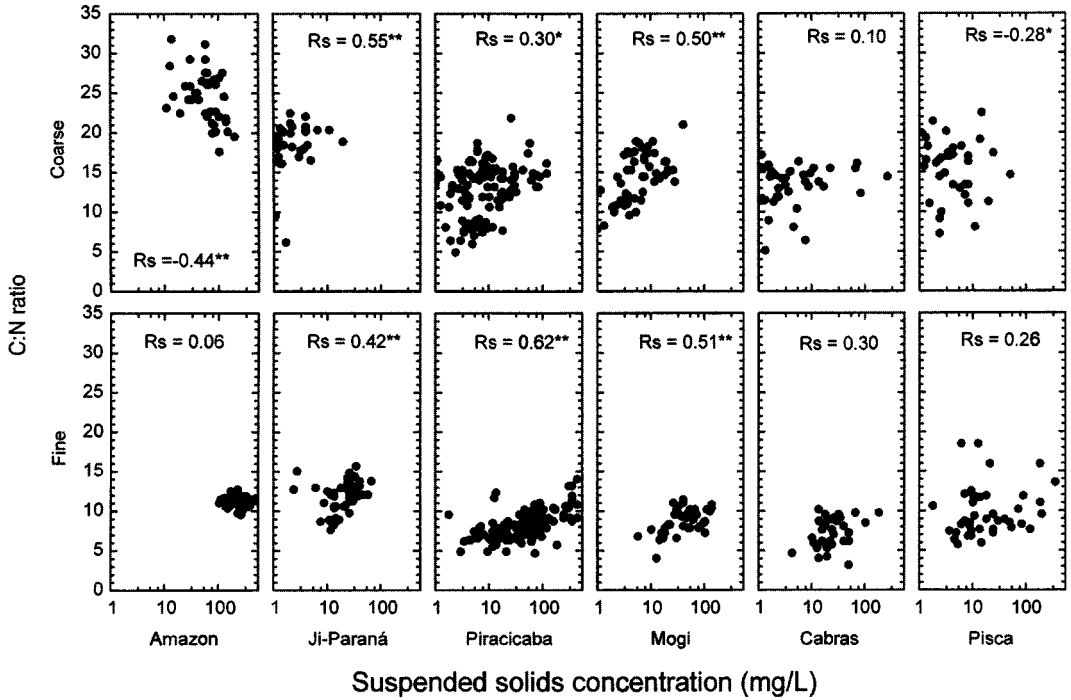 35
30
25
20
15
10
5
0
Coarse
Rs =-0.44**
Rs = 0.55**
Rs = 0.30*
Rs = 0.50**
Rs = 0.10
Rs =-0.28*
C:N ratio
35
30
25
20
15
10
5
0
Fine
Rs = 0.06
Rs = 0.42**
Rs = 0.62**
Rs = 0.51**
Rs = 0.30
Rs = 0.26
1 10 100 1 10 100 1 10 100 1 10 100 1 10 100 1 10 100
Amazon Ji-Paraná Piracicaba Mogi Cabras Pisca
Suspended solids concentration (mg/L)